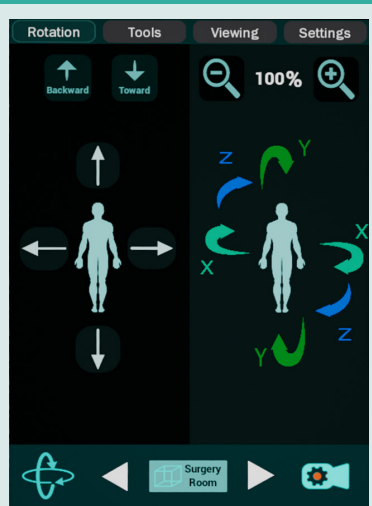 Rotation Tools Viewing Settings
Backward Toward 100%
Z Y
X X
Z
Y
Surgery
Room